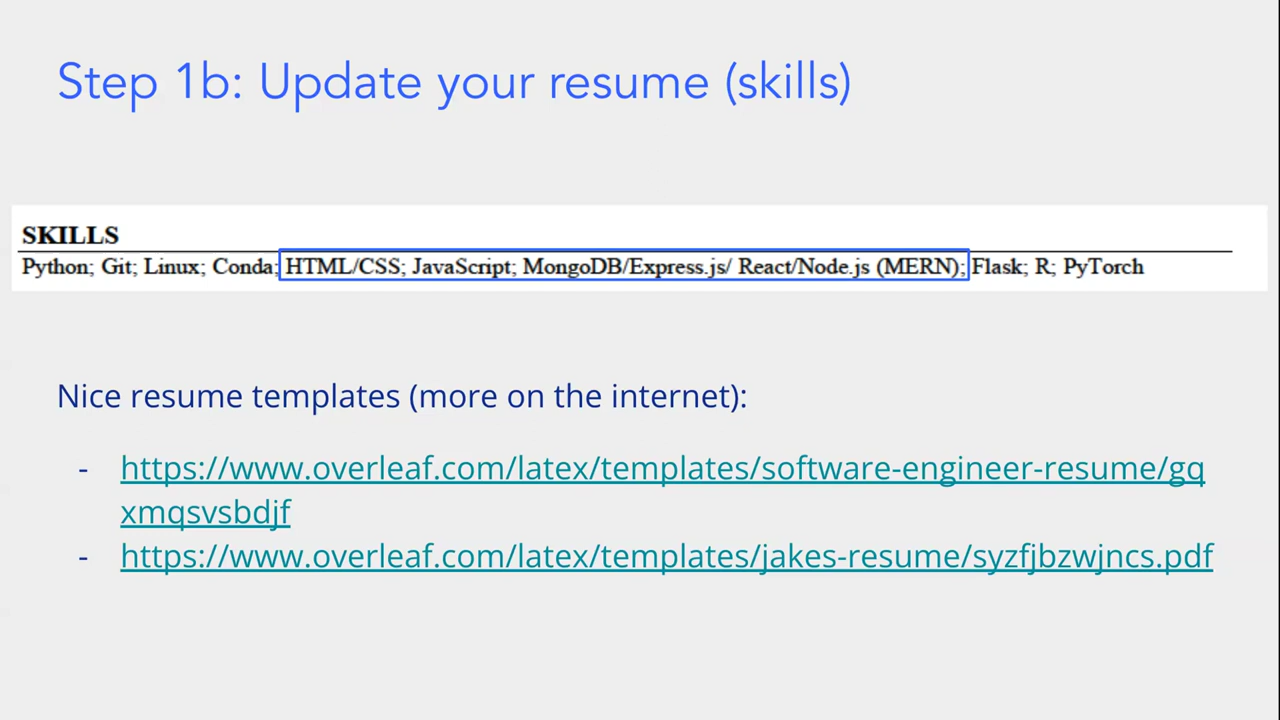 Step 1b: Update your resume (skills)
SKILLS
Python; Git; Linux; Conda; HTML/CSS; JavaScript; MongoDB/Express.js/ React/Node.js (MERN); Flask; R; PyTorch
Nice resume templates (more on the internet):
- https://www.overleaf.com/latex/templates/software-engineer-resume/gq
xmqsvsbdjf
- https://www.overleaf.com/latex/templates/jakes-resume/syzfjbzwjncs.pdf